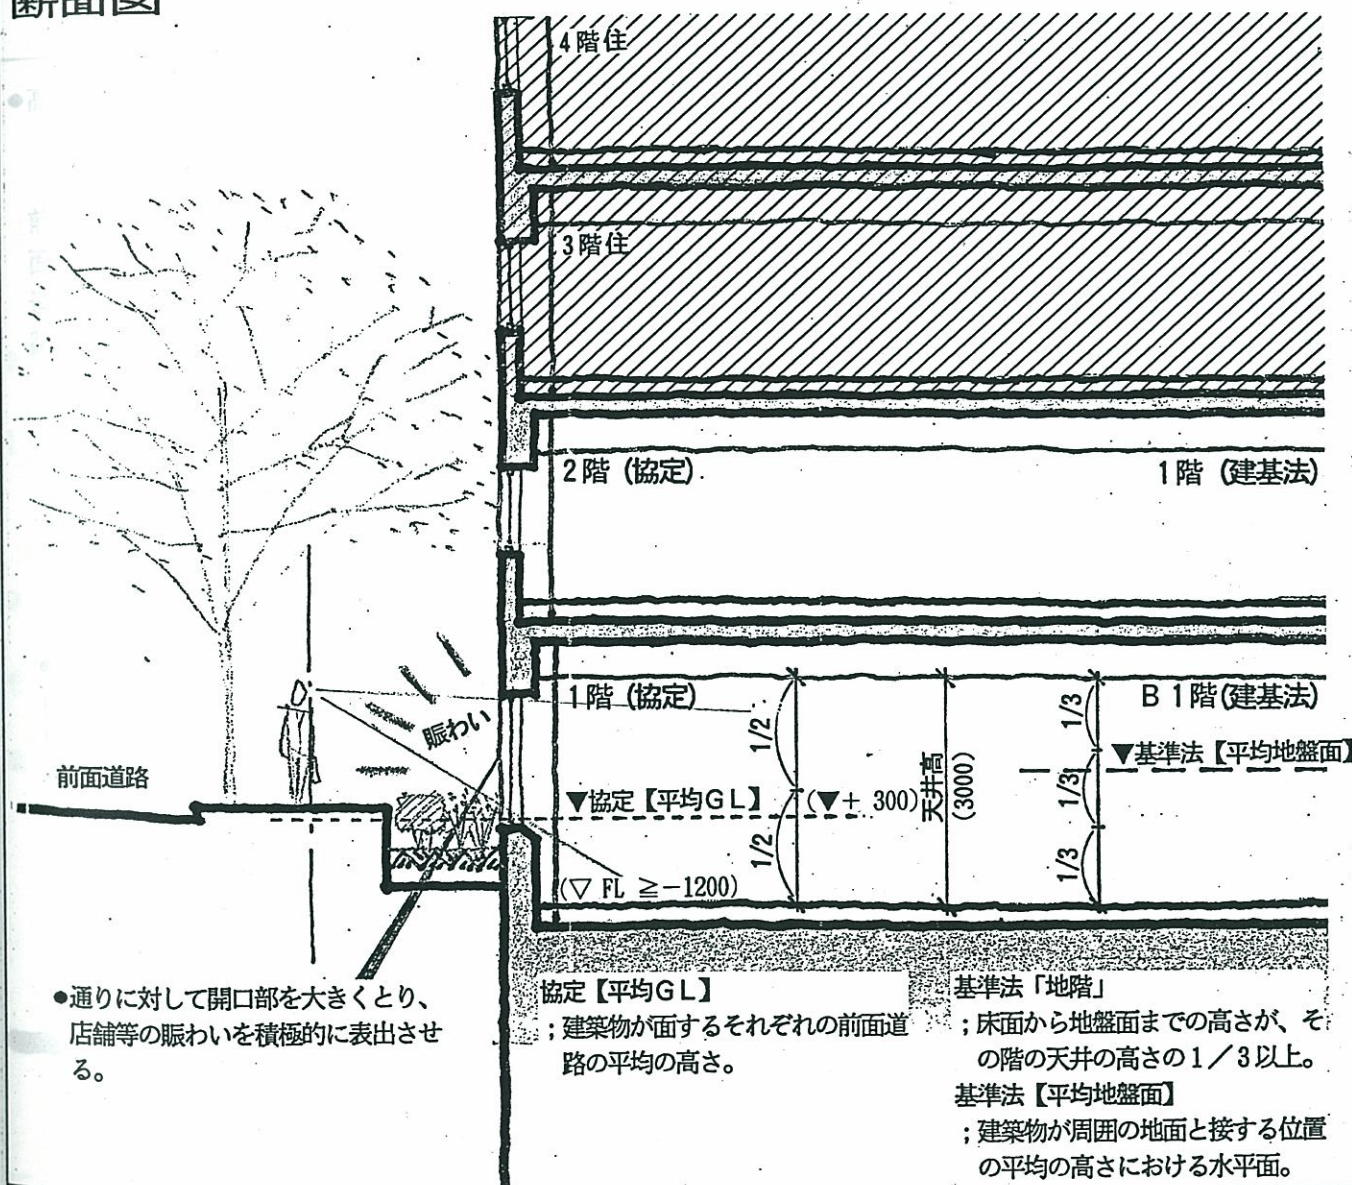 断面図
4階住
3階住
2階(協定)
1階(建基法)
1階(協定)
B1階(建基法)
賑わい
前面道路
▼協定【平均GL】
(▼+300)
(▽ FL ≧-1200)
1/2
1/2
天井高
(3000)
1/3
1/3
1/3
▼基準法【平均地盤面】
●通りに対して開口部を大きくとり、
店舗等の賑わいを積極的に表出させ
る。
協定【平均GL】
;建築物が面するそれぞれの前面道
路の平均の高さ。
基準法「地階」
;床面から地盤面までの高さが、そ
の階の天井の高さの1/3以上。
基準法【平均地盤面】
;建築物が周囲の地面と接する位置
の平均の高さにおける水平面。